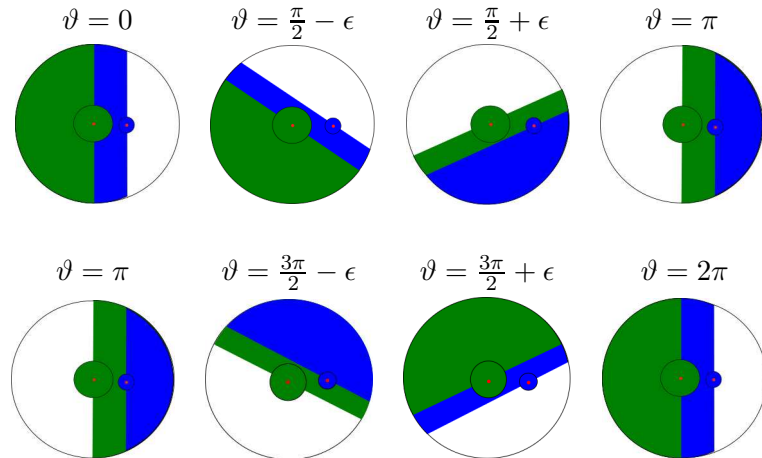 ϑ = 0 ϑ = π/2 − ϵ ϑ = π/2 + ϵ ϑ = π
ϑ = π ϑ = 3π/2 − ϵ ϑ = 3π/2 + ϵ ϑ = 2π